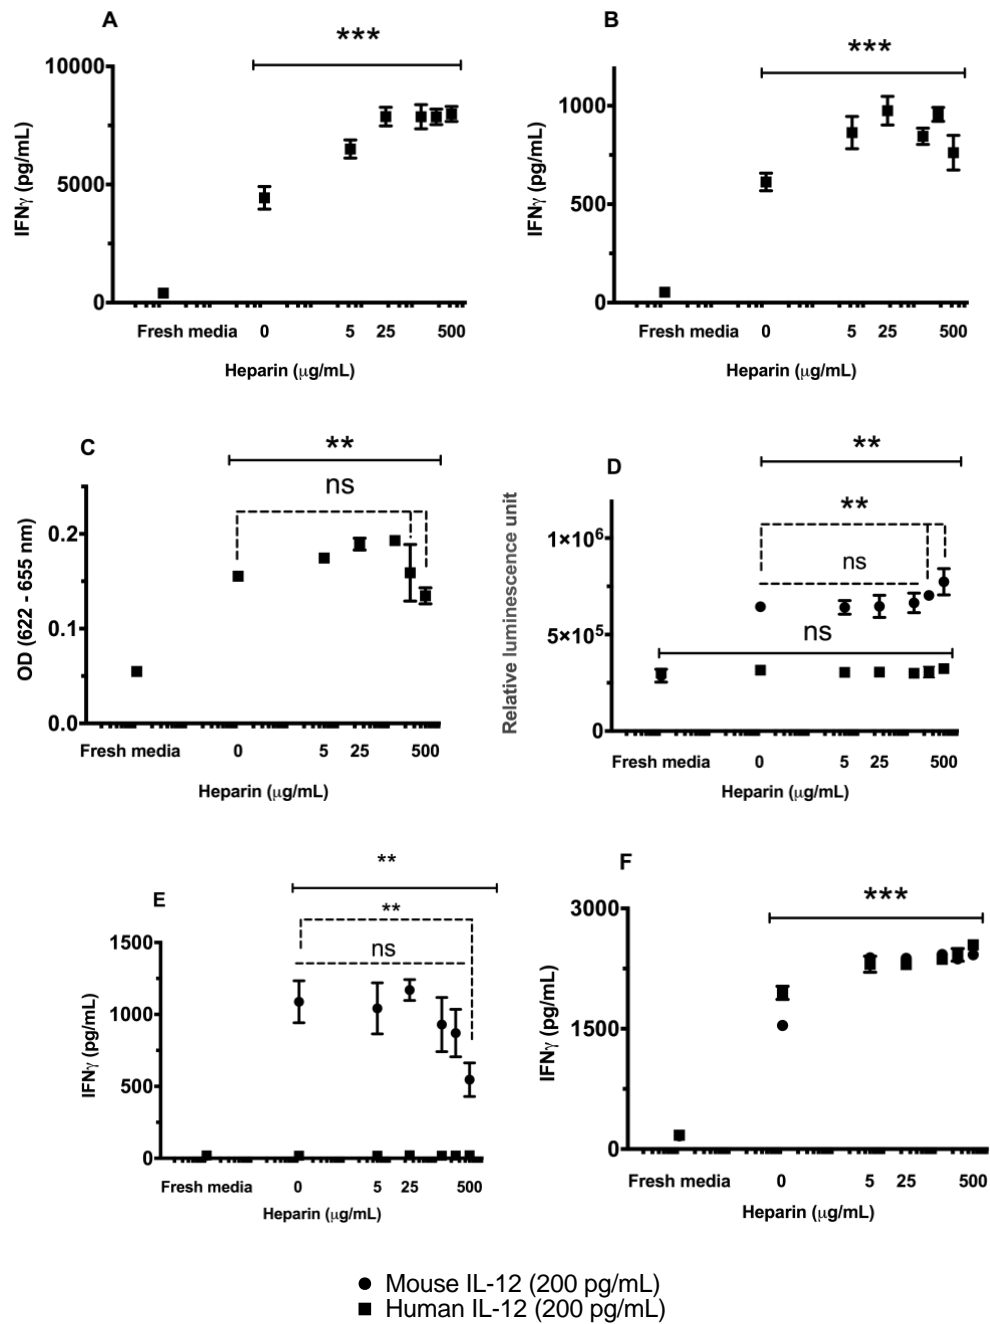 A
***
10000
5000
0
IFNγ (pg/mL)
Fresh media 0 5 25 500
Heparin (μg/mL)
B
***
1000
500
0
IFNγ (pg/mL)
Fresh media 0 5 25 500
Heparin (μg/mL)
C
**
ns
0.2
0.1
0.0
OD (622 - 655 nm)
Fresh media 0 5 25 500
Heparin (μg/mL)
D
**
**
ns
ns
1×10⁶
5×10⁵
0
Relative luminescence unit
Fresh media 0 5 25 500
Heparin (μg/mL)
E
**
**
ns
1500
1000
500
0
IFNγ (pg/mL)
Fresh media 0 5 25 500
Heparin (μg/mL)
F
***
3000
1500
0
IFNγ (pg/mL)
Fresh media 0 5 25 500
Heparin (μg/mL)
Mouse IL-12 (200 pg/mL)
Human IL-12 (200 pg/mL)